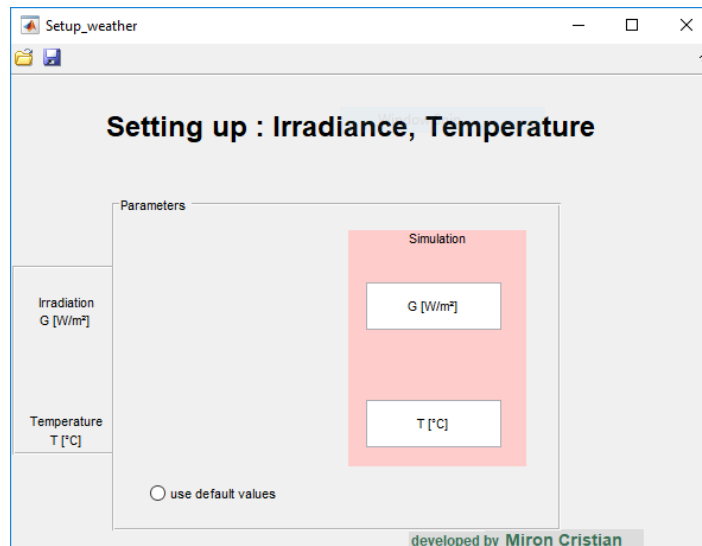 Setup_weather
Setting up : Irradiance, Temperature
Parameters
Simulation
Irradiation
G [W/m²]
G [W/m²]
Temperature
T [°C]
T [°C]
use default values
developed by Miron Cristian